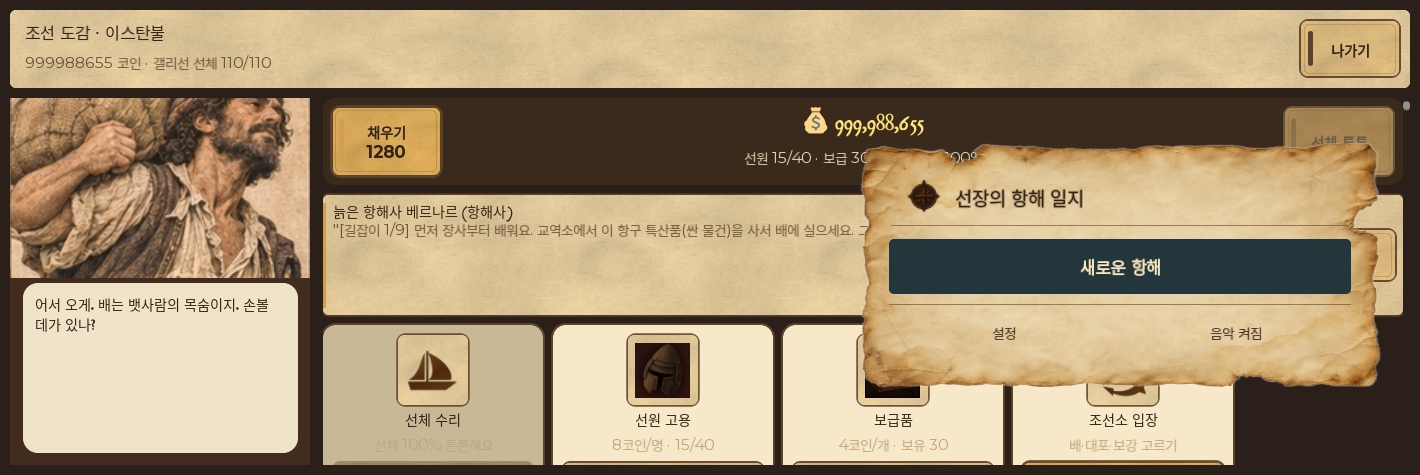 조선 도감 · 이스탄불
999988655 코인 · 갤리선 선체 110/110
나가기
채우기
1280
999,988,655
선원 15/40 · 보급 30
선체 튼튼
늙은 항해사 베르나르 (항해사)
"[길잡이 1/9] 먼저 장사부터 배워요. 교역소에서 이 항구 특산품(싼 물건)을 사서 배에 실으세요.
선장의 항해 일지
새로운 항해
설정
음악 켜짐
어서 오게. 배는 뱃사람의 목숨이지. 손볼
데가 있나?
선체 수리
선체 100% 튼튼해요
선원 고용
8코인/명 · 15/40
보급품
4코인/개 · 보유 30
조선소 입장
배·대포·보강 고르기